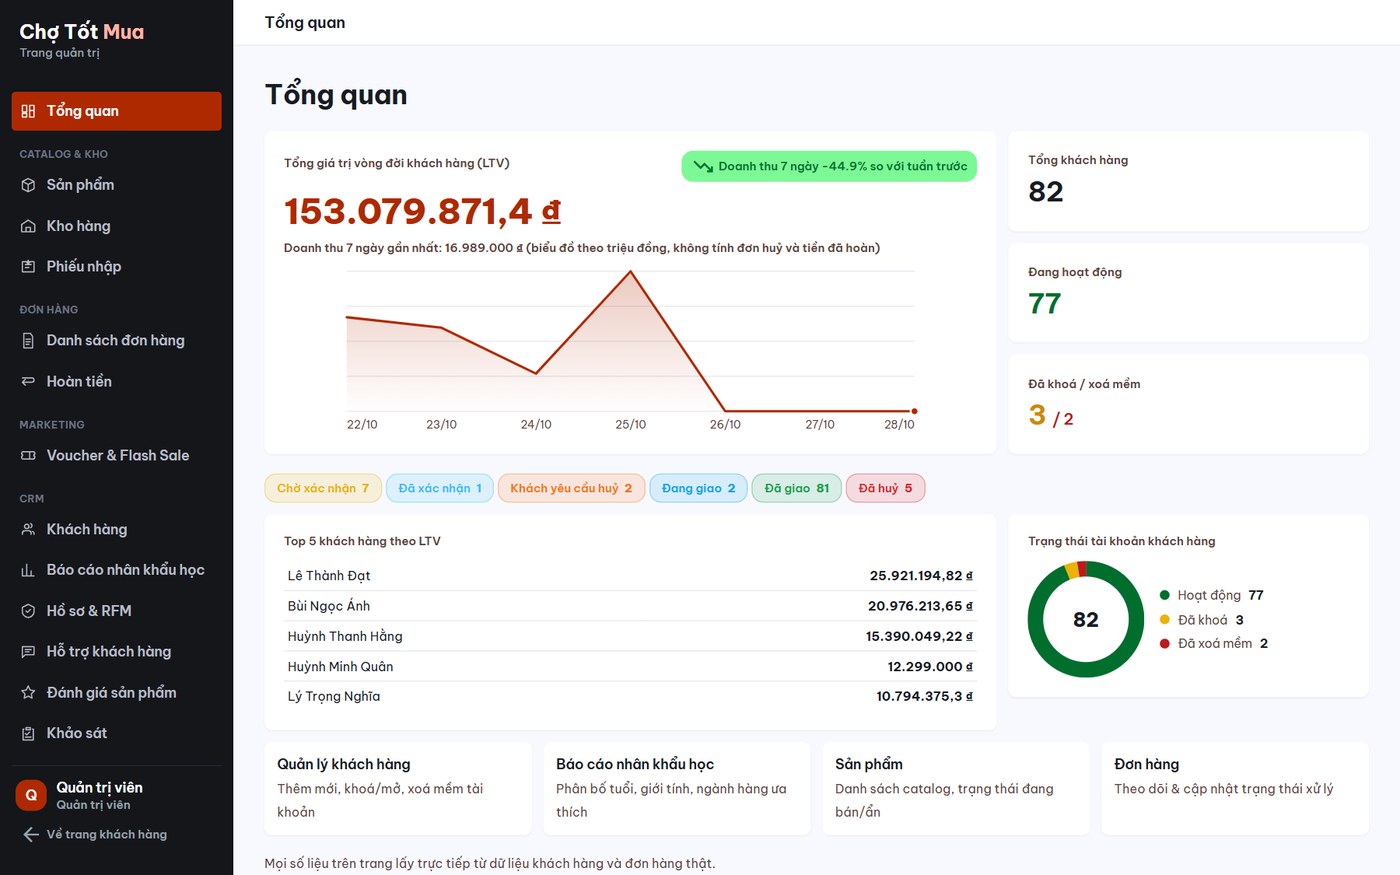 Chợ Tốt Mua
Trang quản trị
Tổng quan
CATALOG & KHO
Sản phẩm
Kho hàng
Phiếu nhập
ĐƠN HÀNG
Danh sách đơn hàng
Hoàn tiền
MARKETING
Voucher & Flash Sale
CRM
Khách hàng
Báo cáo nhân khẩu học
Hồ sơ & RFM
Hỗ trợ khách hàng
Đánh giá sản phẩm
Khảo sát
Q
Quản trị viên
Quản trị viên
Về trang khách hàng
Tổng quan
Tổng quan
Tổng giá trị vòng đời khách hàng (LTV)
Doanh thu 7 ngày -44.9% so với tuần trước
153.079.871,4 ₫
Doanh thu 7 ngày gần nhất: 16.989.000 ₫ (biểu đồ theo triệu đồng, không tính đơn huỷ và tiền đã hoàn)
22/10 23/10 24/10 25/10 26/10 27/10 28/10
Tổng khách hàng
82
Đang hoạt động
77
Đã khoá / xoá mềm
3 / 2
Chờ xác nhận 7
Đã xác nhận 1
Khách yêu cầu huỷ 2
Đang giao 2
Đã giao 81
Đã huỷ 5
Top 5 khách hàng theo LTV
Lê Thành Đạt 25.921.194,82 ₫
Bùi Ngọc Ánh 20.976.213,65 ₫
Huỳnh Thanh Hằng 15.390.049,22 ₫
Huỳnh Minh Quân 12.299.000 ₫
Lý Trọng Nghĩa 10.794.375,3 ₫
Trạng thái tài khoản khách hàng
82
Hoạt động 77
Đã khoá 3
Đã xoá mềm 2
Quản lý khách hàng
Thêm mới, khoá/mở, xoá mềm tài
khoản
Báo cáo nhân khẩu học
Phân bố tuổi, giới tính, ngành hàng ưa
thích
Sản phẩm
Danh sách catalog, trạng thái đang
bán/ẩn
Đơn hàng
Theo dõi & cập nhật trạng thái xử lý
Mọi số liệu trên trang lấy trực tiếp từ dữ liệu khách hàng và đơn hàng thật.